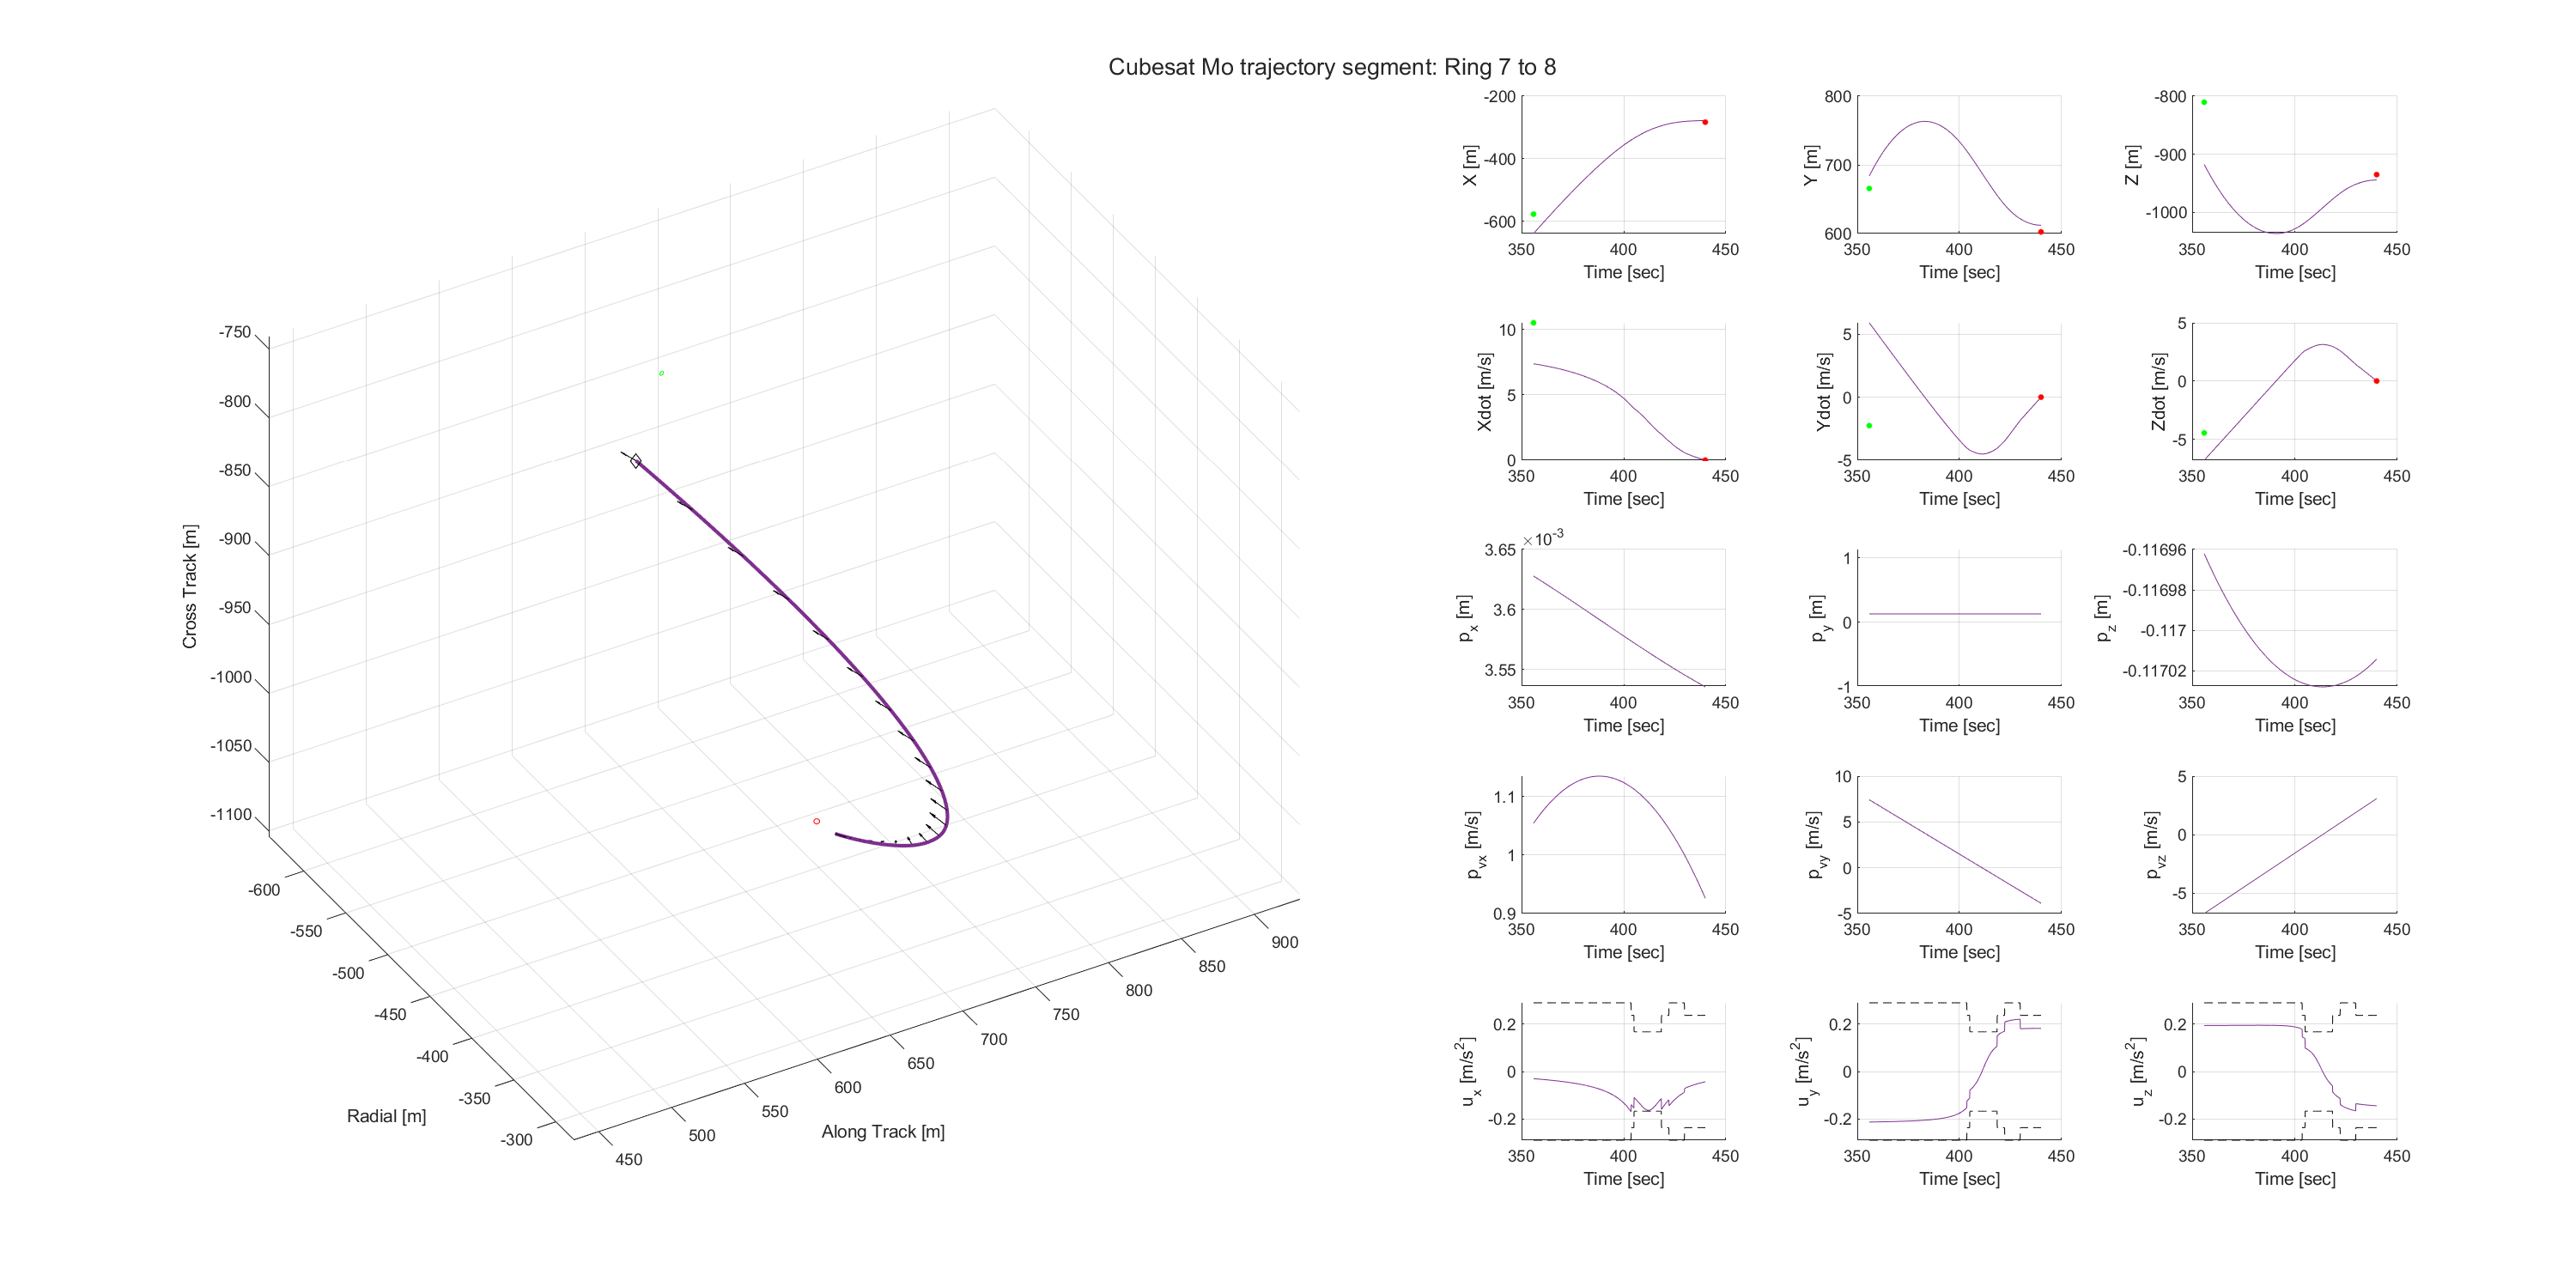 Cubesat Mo trajectory segment: Ring 7 to 8
-750
-800
-850
-900
-950
-1000
-1050
-1100
Cross Track [m]
-600
-550
-500
-450
-400
-350
-300
Radial [m]
450
500
550
600
650
700
750
800
850
900
Along Track [m]
-200
-400
-600
X [m]
350 400 450
Time [sec]
800
700
600
Y [m]
350 400 450
Time [sec]
-800
-900
-1000
Z [m]
350 400 450
Time [sec]
10
5
0
Xdot [m/s]
350 400 450
Time [sec]
5
0
-5
Ydot [m/s]
350 400 450
Time [sec]
5
0
-5
Zdot [m/s]
350 400 450
Time [sec]
×10⁻³
3.65
3.6
3.55
pₓ [m]
350 400 450
Time [sec]
1
0
-1
p_y [m]
350 400 450
Time [sec]
-0.11696
-0.11698
-0.117
-0.11702
p_z [m]
350 400 450
Time [sec]
1.1
1
0.9
p_vx [m/s]
350 400 450
Time [sec]
10
5
0
-5
p_vy [m/s]
350 400 450
Time [sec]
5
0
-5
p_vz [m/s]
350 400 450
Time [sec]
0.2
0
-0.2
uₓ [m/s²]
350 400 450
Time [sec]
0.2
0
-0.2
u_y [m/s²]
350 400 450
Time [sec]
0.2
0
-0.2
u_z [m/s²]
350 400 450
Time [sec]